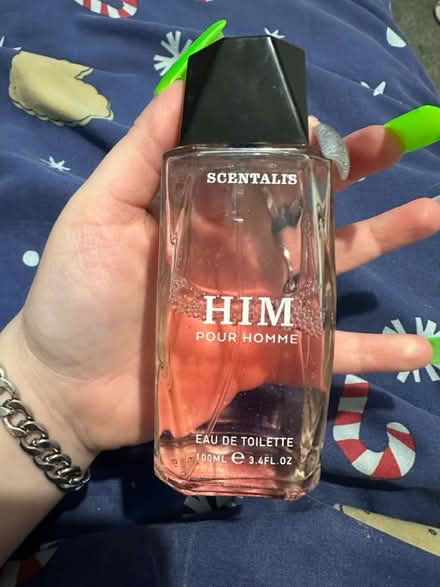 SCENTALIS
HIM
POUR HOMME
EAU DE TOILETTE
100ML ℮ 3.4FL.OZ